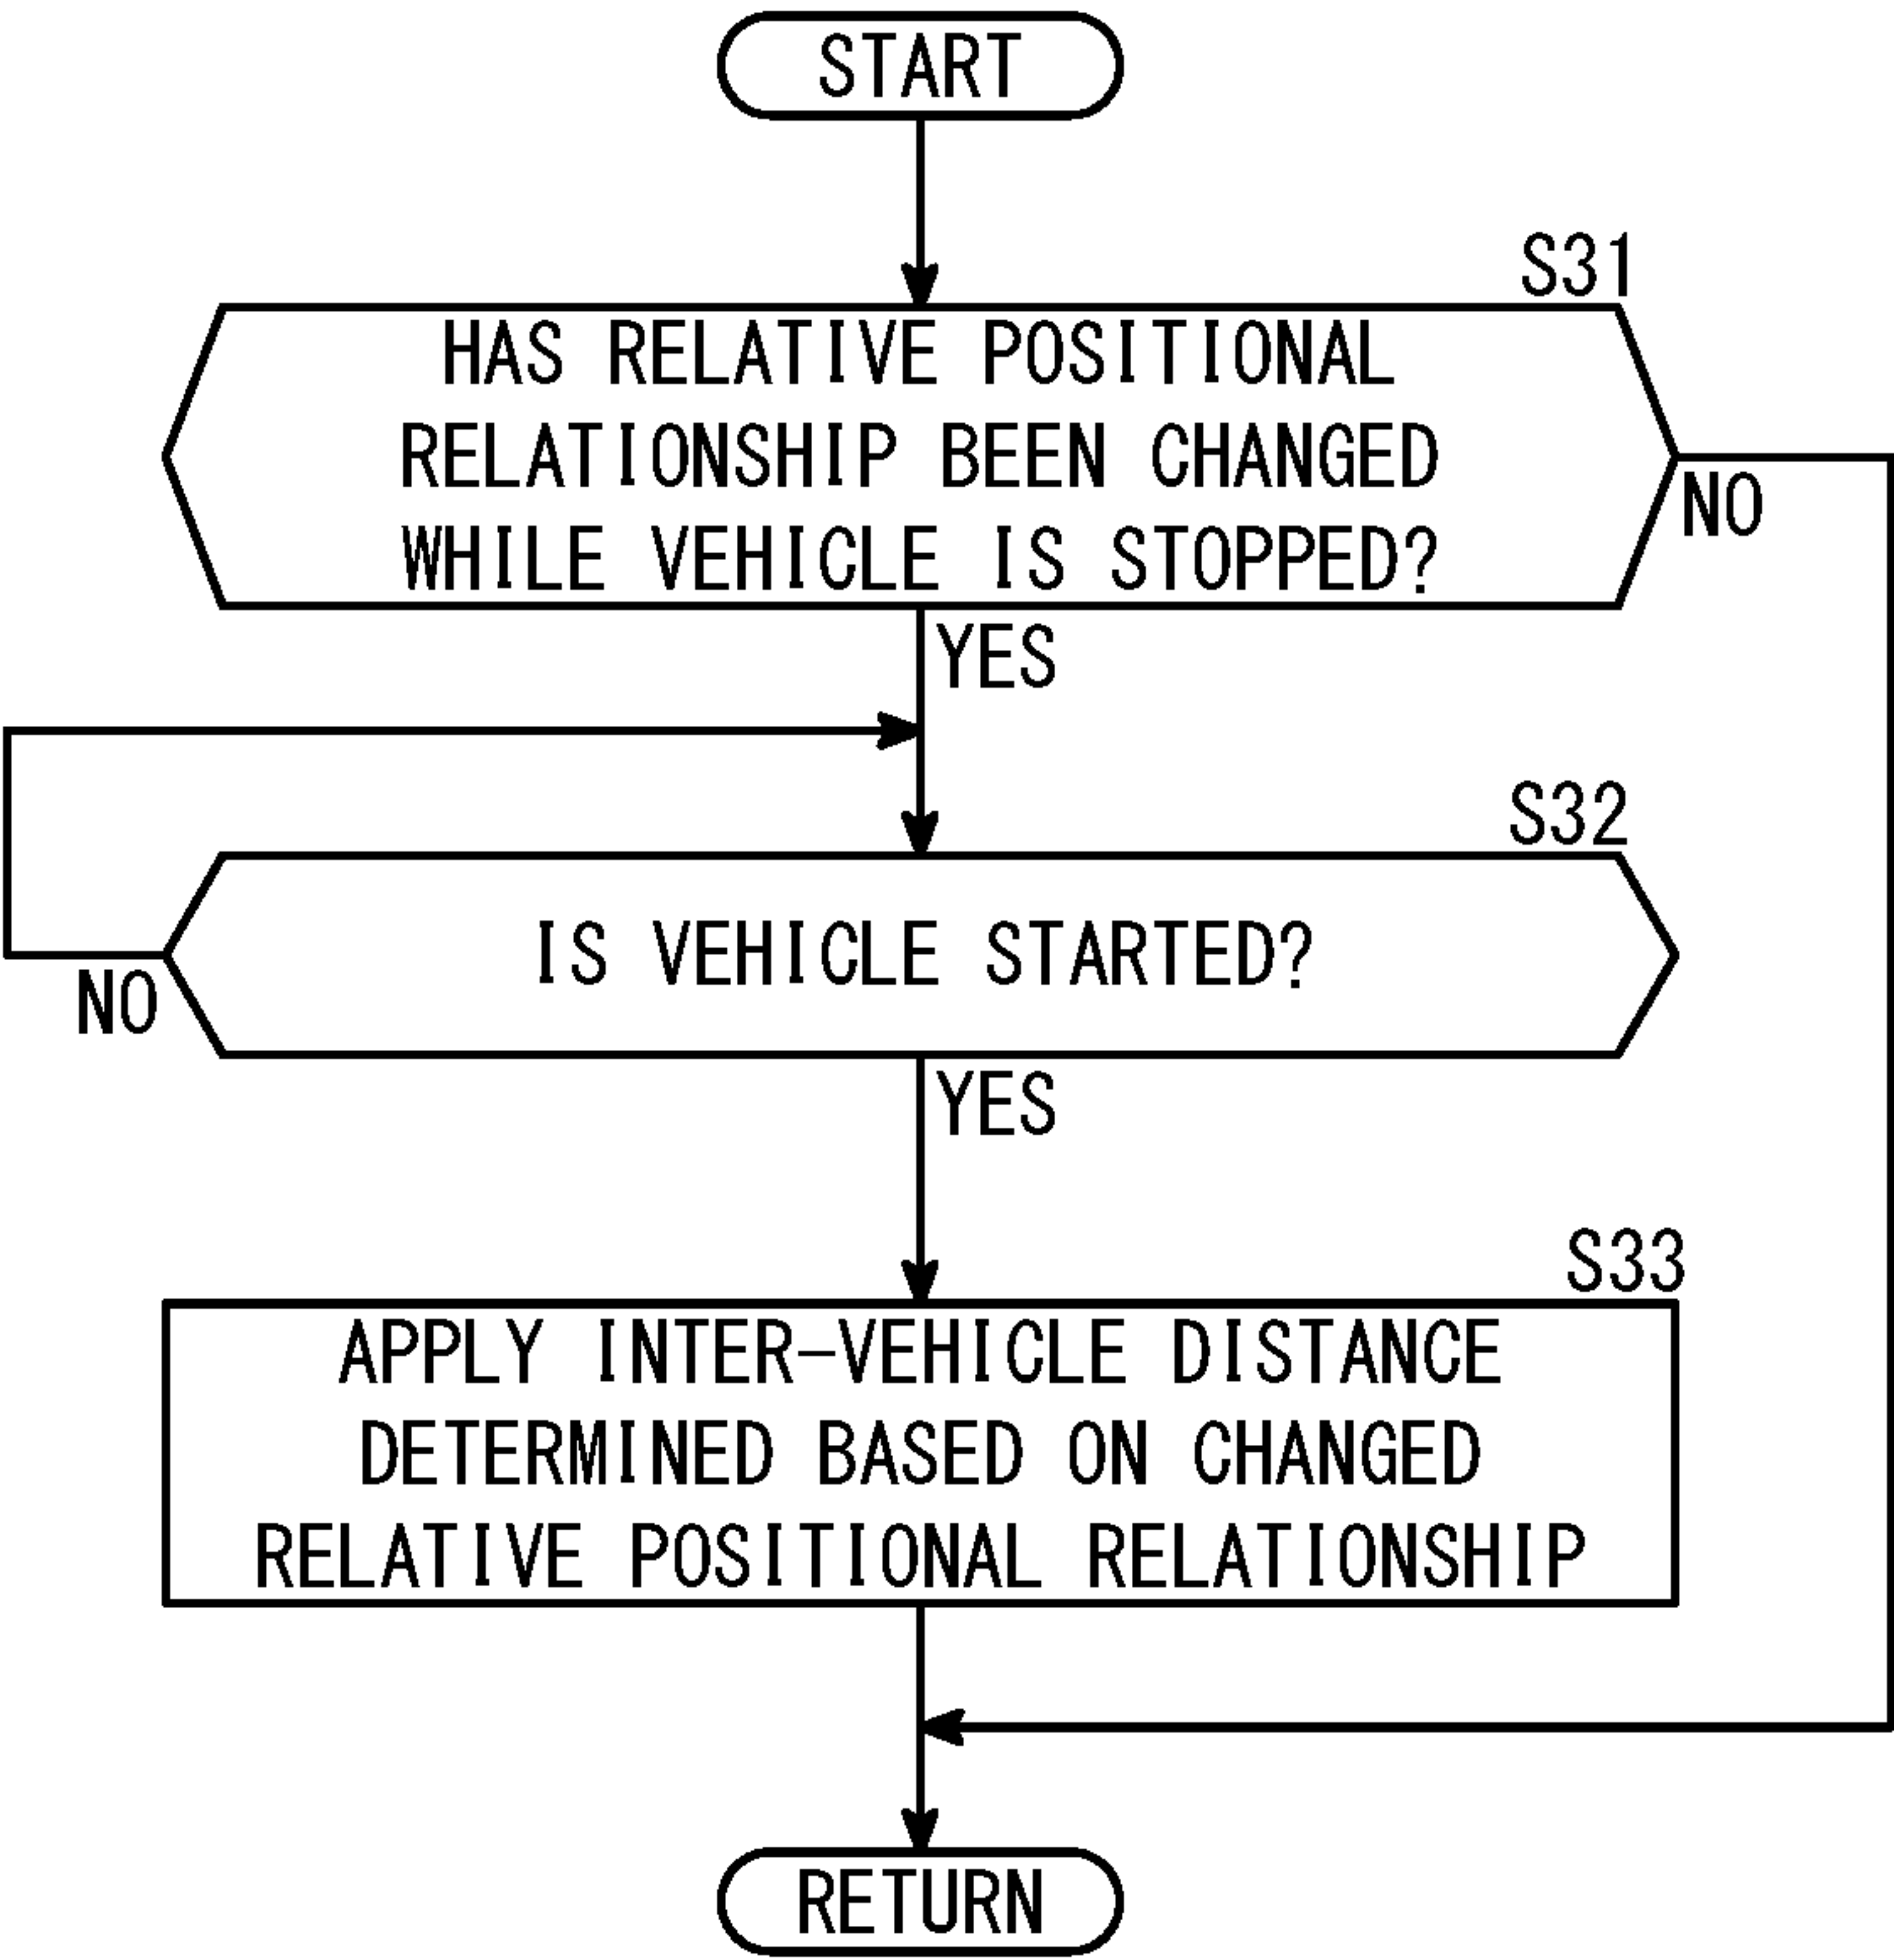 START
S31
HAS RELATIVE POSITIONAL
RELATIONSHIP BEEN CHANGED
WHILE VEHICLE IS STOPPED?
NO
YES
S32
IS VEHICLE STARTED?
NO
YES
S33
APPLY INTER-VEHICLE DISTANCE
DETERMINED BASED ON CHANGED
RELATIVE POSITIONAL RELATIONSHIP
RETURN